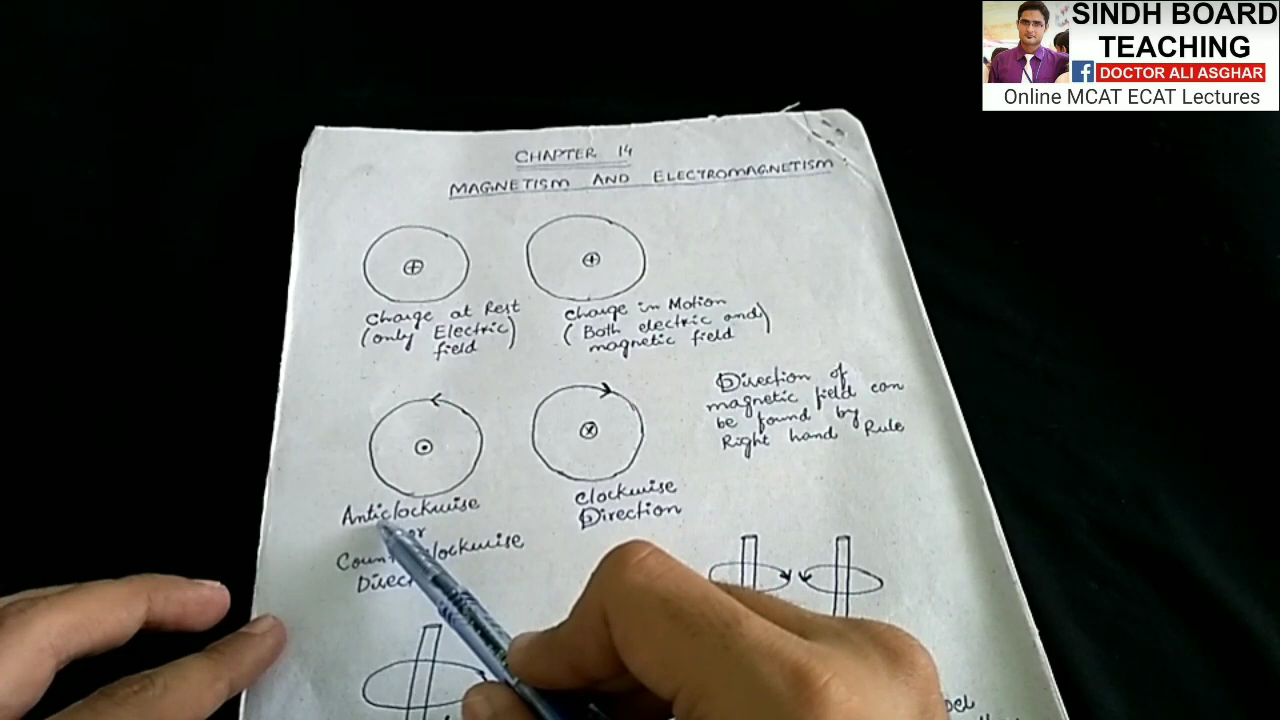 SINDH BOARD
TEACHING
DOCTOR ALI ASGHAR
Online MCAT ECAT Lectures
CHAPTER 14
MAGNETISM AND ELECTROMAGNETISM
Charge at Rest
(only Electric)
field
Charge in Motion
(Both electric and)
magnetic field
Direction of
magnetic field can
be found by
Right hand Rule
Anticlockwise
or
Clockwise
Direction